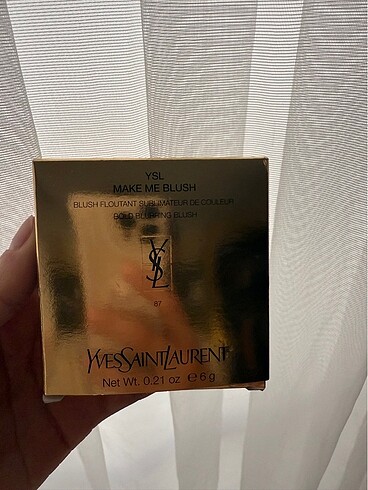 YSL
MAKE ME BLUSH
BLUSH FLOUTANT SUBLIMATEUR DE COULEUR
BOLD BLURRING BLUSH
YSL
87
YVESSAINTLAURENT
Net Wt. 0.21 oz ℮ 6 g